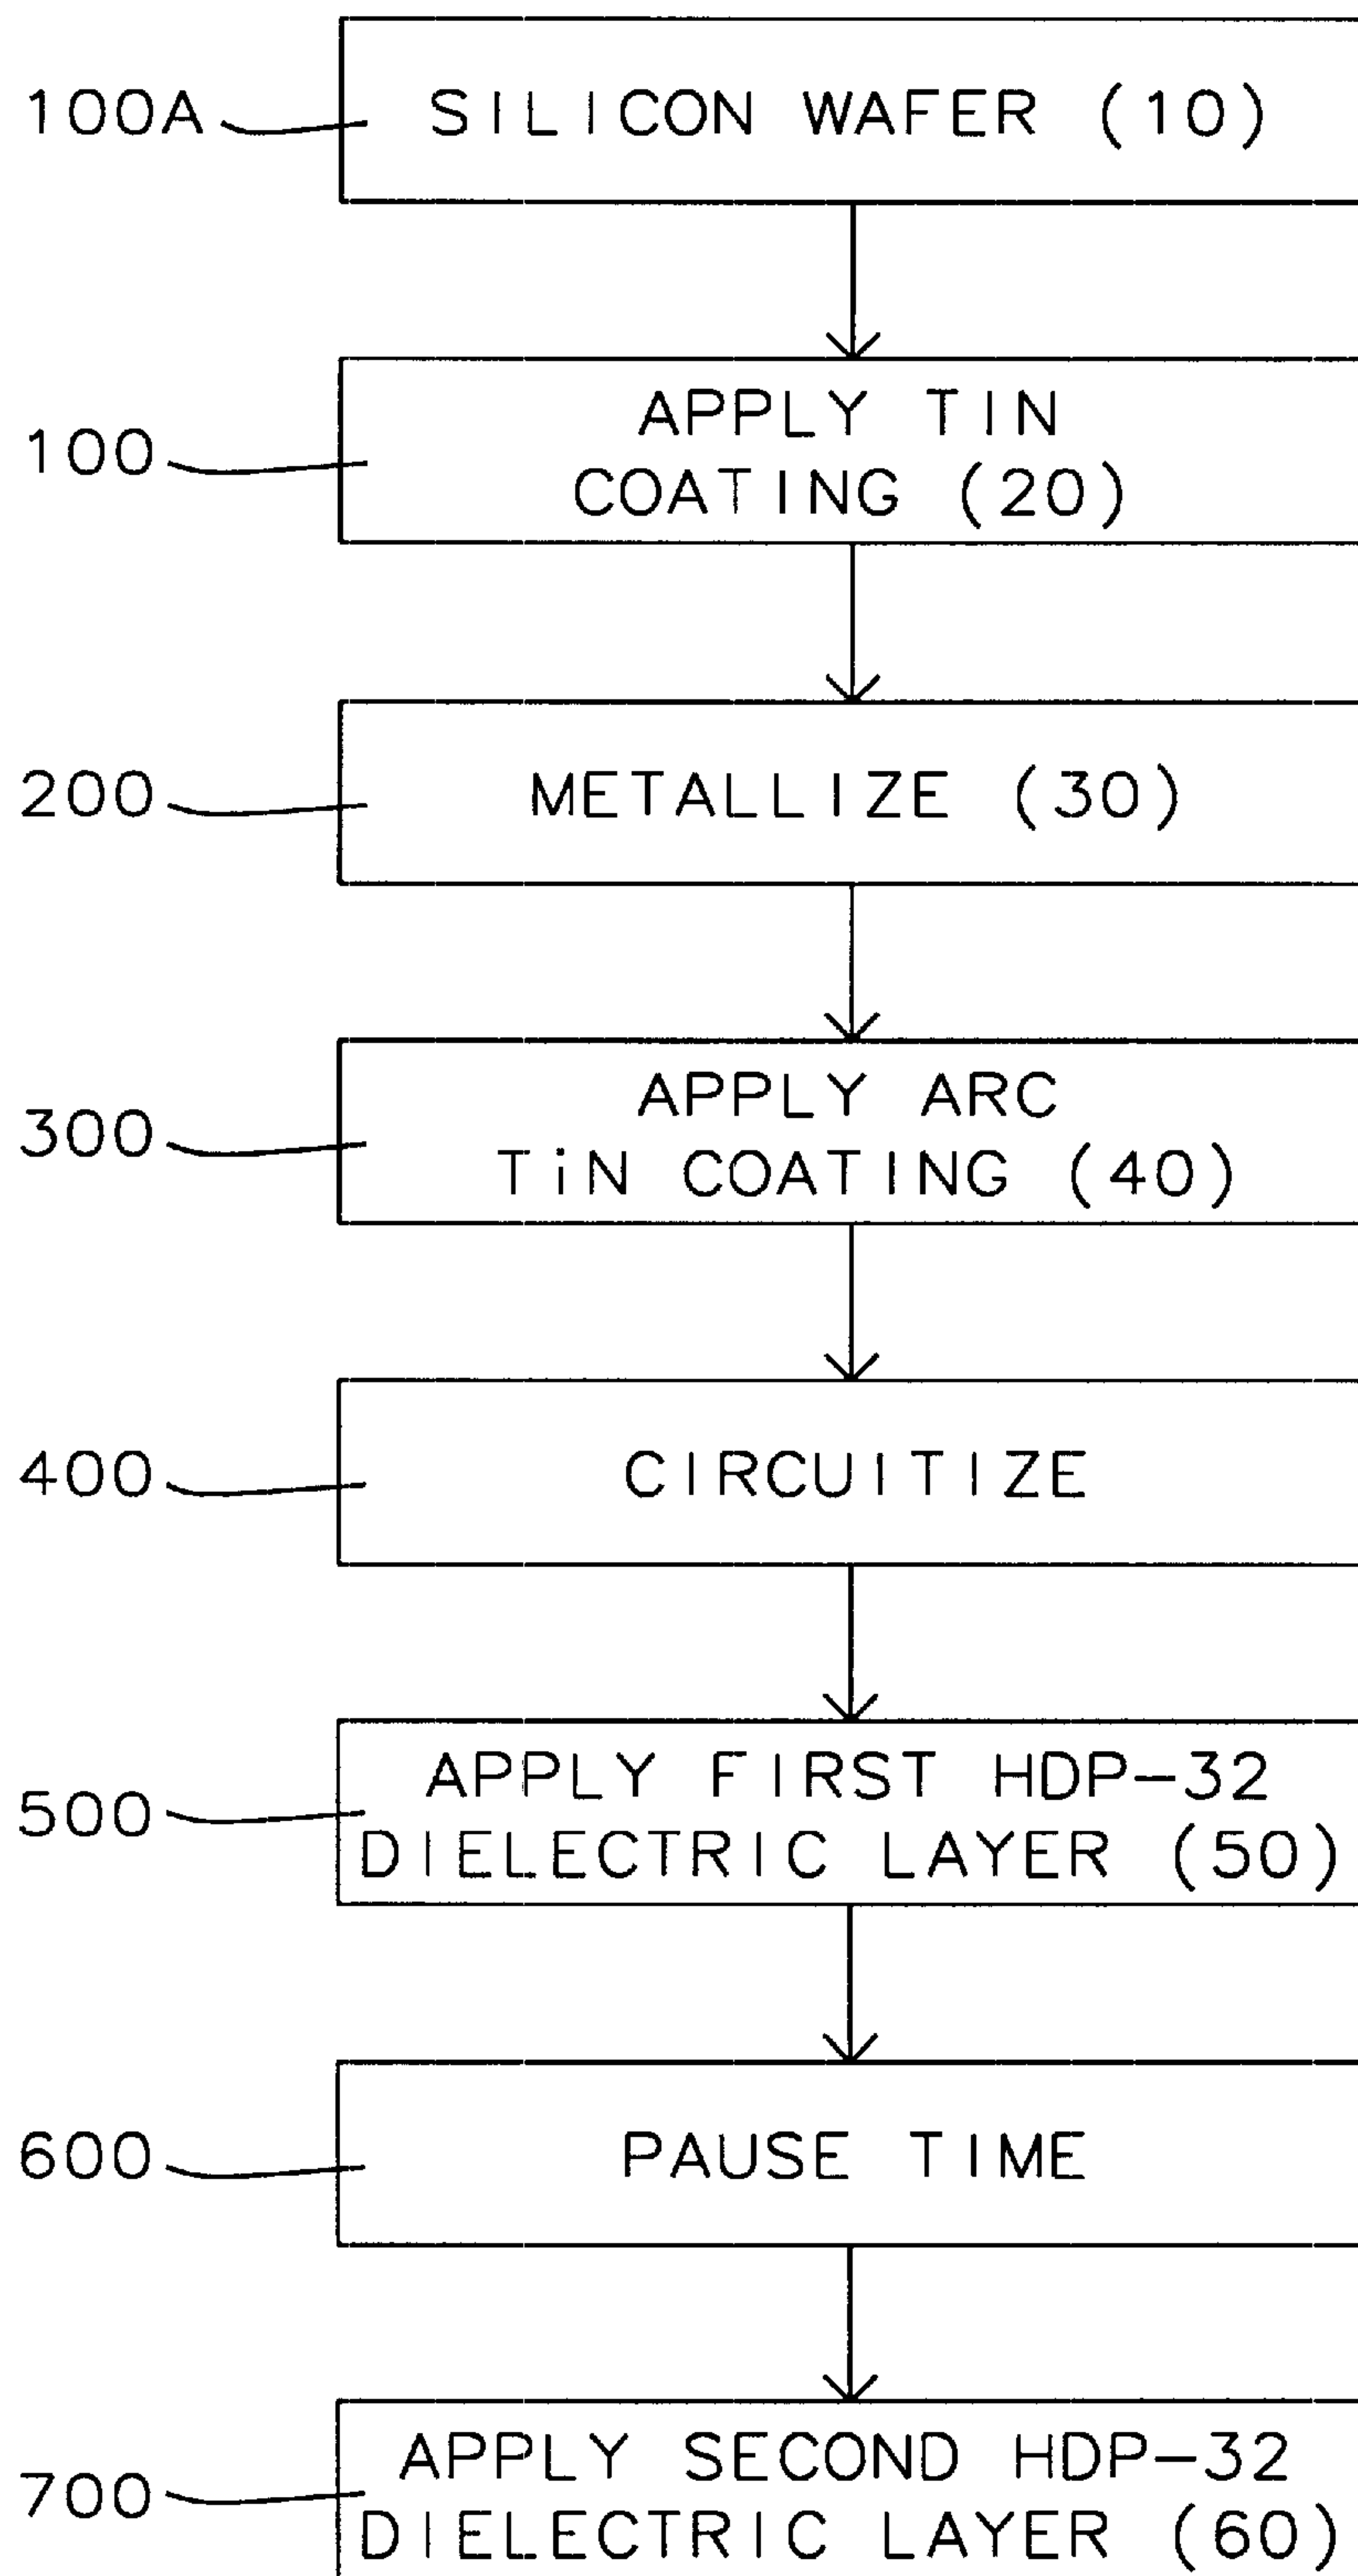 100A
SILICON WAFER (10)
100
APPLY TIN
COATING (20)
200
METALLIZE (30)
300
APPLY ARC
TiN COATING (40)
400
CIRCUITIZE
500
APPLY FIRST HDP-32
DIELECTRIC LAYER (50)
600
PAUSE TIME
700
APPLY SECOND HDP-32
DIELECTRIC LAYER (60)